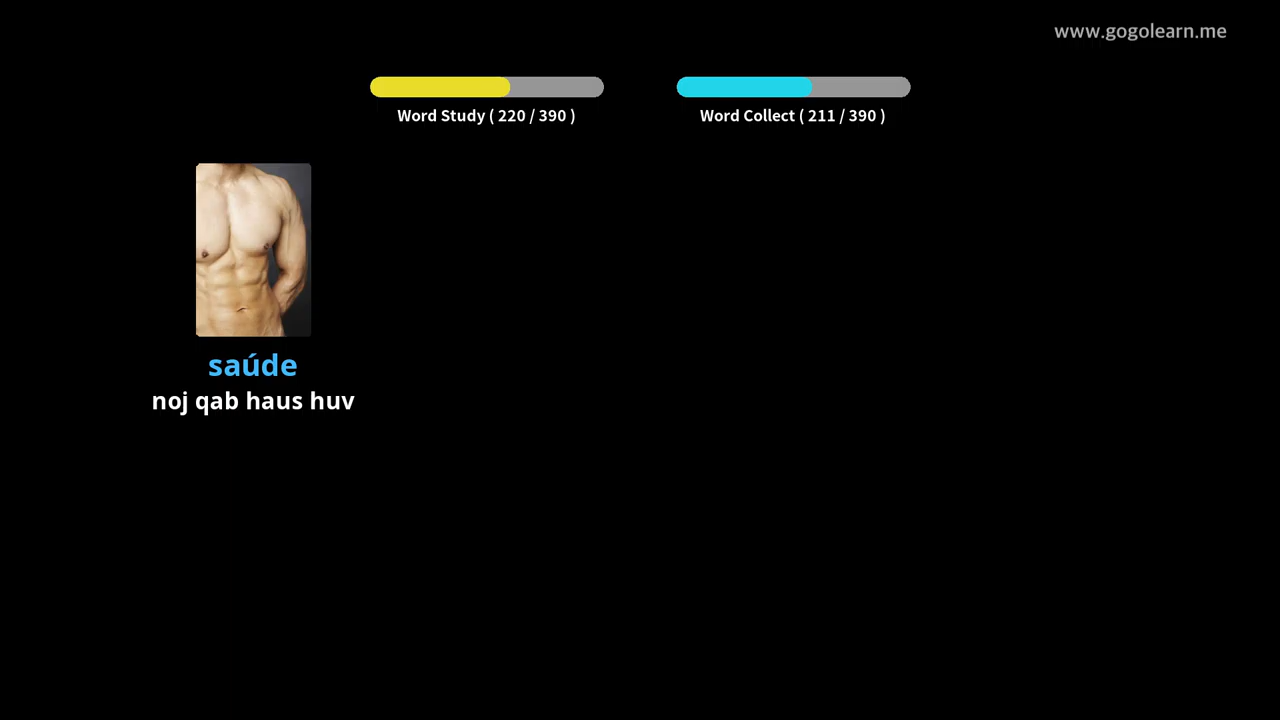 www.gogolearn.me
Word Study ( 220 / 390 )
Word Collect ( 211 / 390 )
saúde
noj qab haus huv